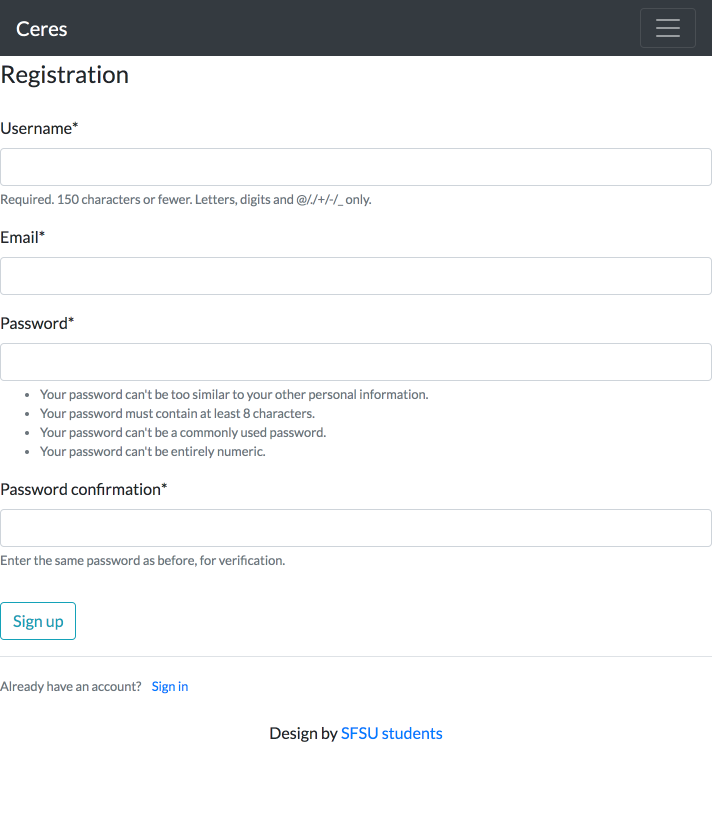 Ceres
Registration
Username*
Required. 150 characters or fewer. Letters, digits and @/./+/-/_ only.
Email*
Password*
Your password can't be too similar to your other personal information.
Your password must contain at least 8 characters.
Your password can't be a commonly used password.
Your password can't be entirely numeric.
Password confirmation*
Enter the same password as before, for verification.
Sign up
Already have an account? Sign in
Design by SFSU students